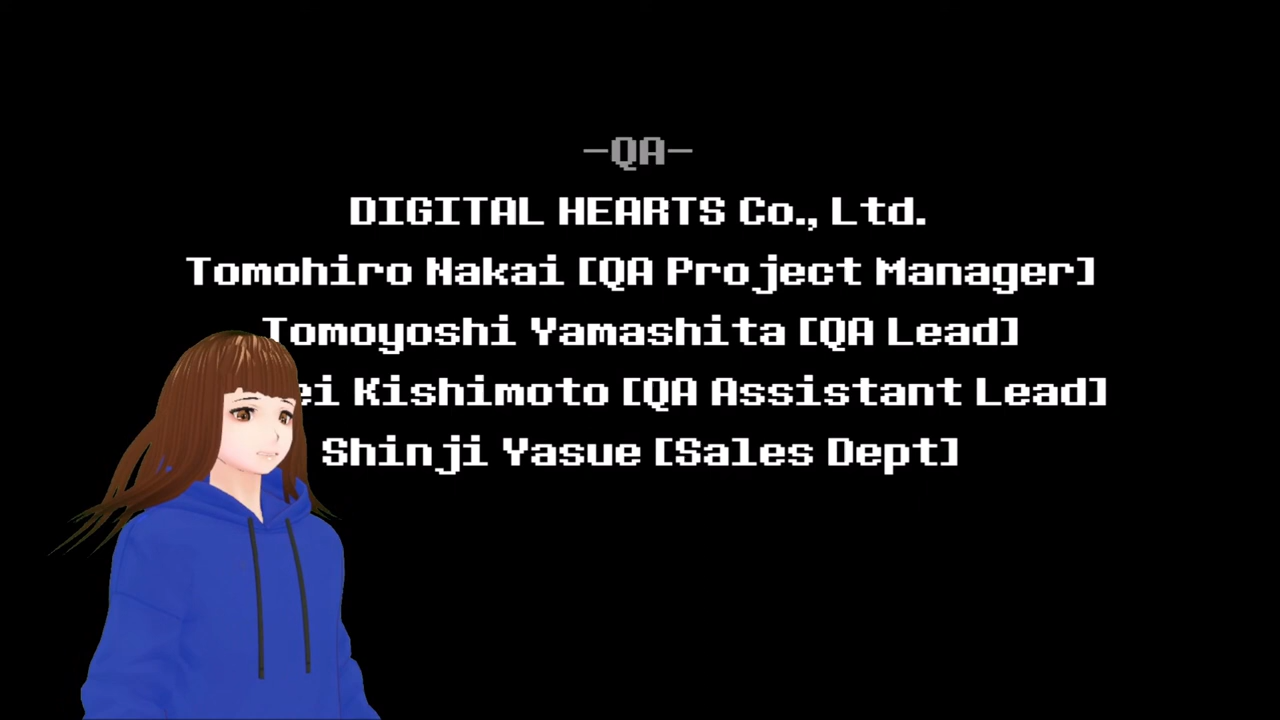 -QA-
DIGITAL HEARTS Co., Ltd.
Tomohiro Nakai [QA Project Manager]
Tomoyoshi Yamashita [QA Lead]
Kishimoto [QA Assistant Lead]
Shinji Yasue [Sales Dept]